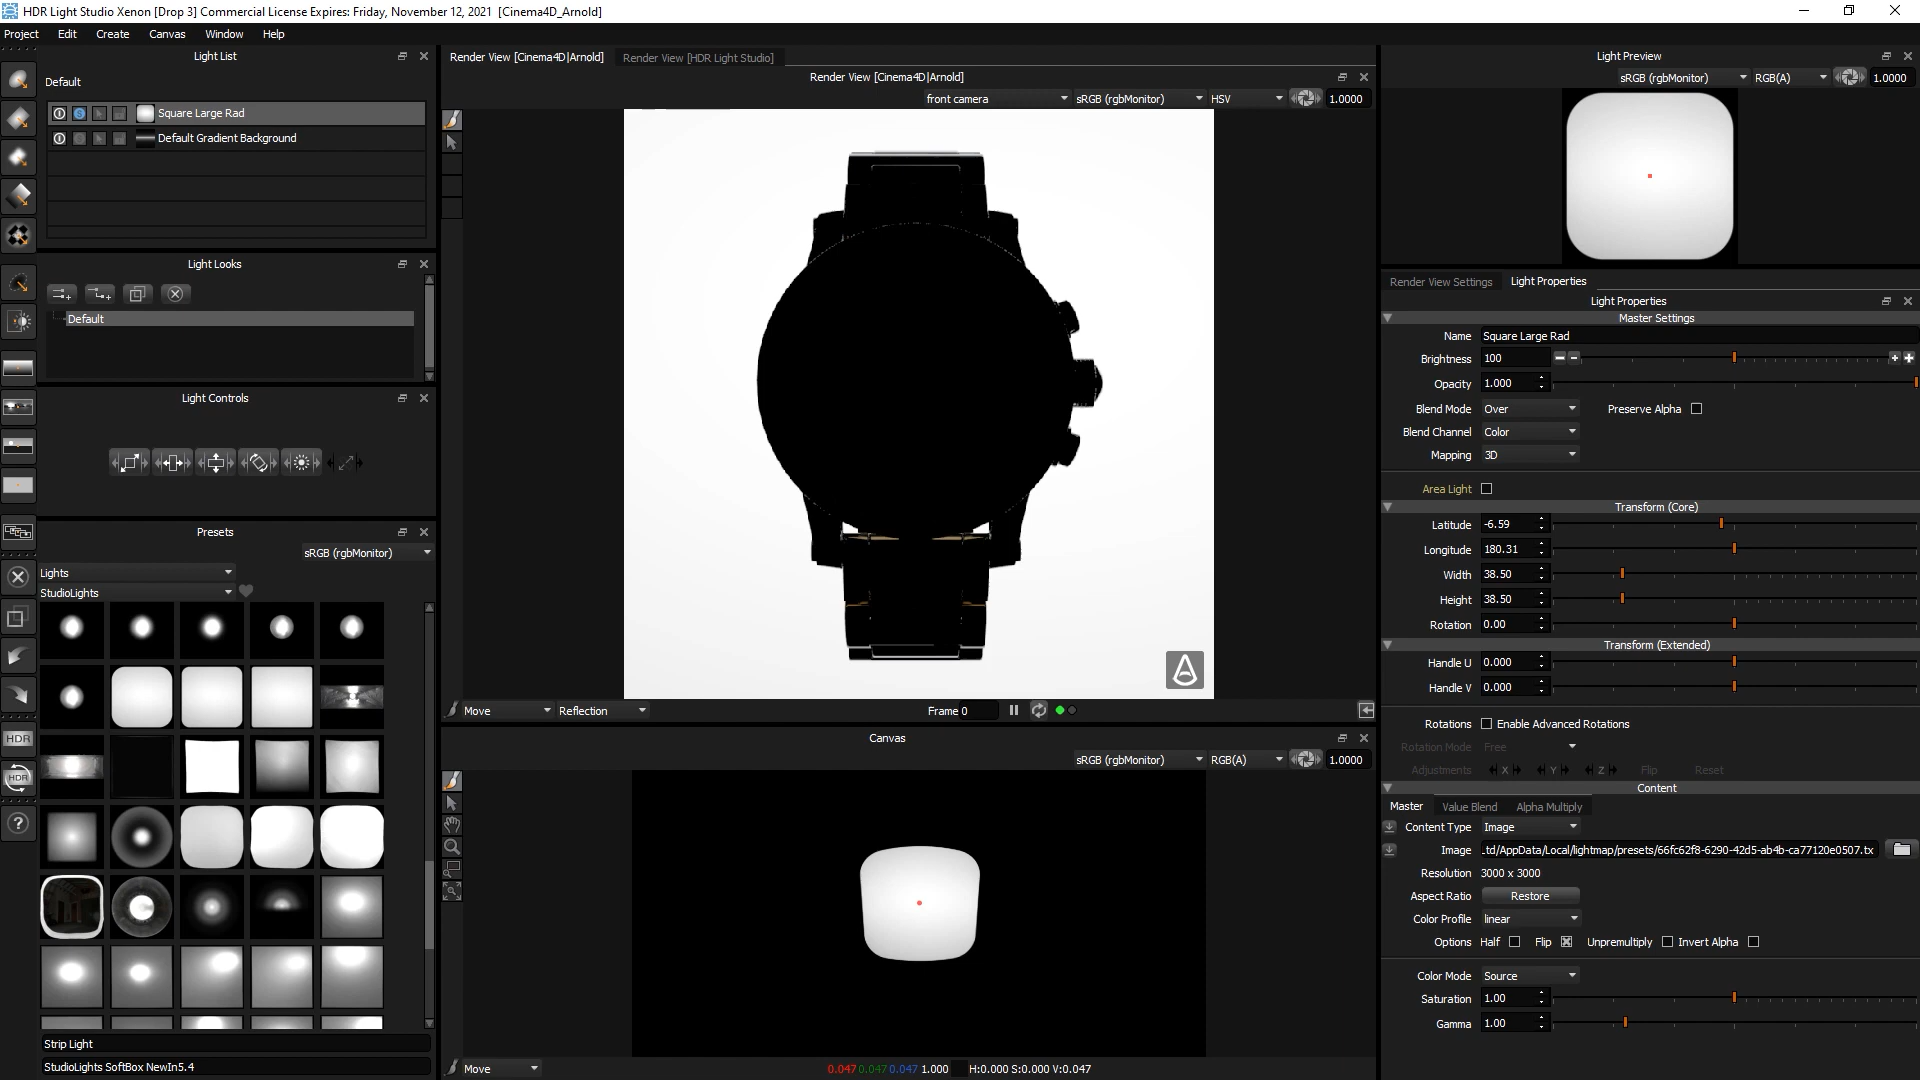 HDR Light Studio Xenon [Drop 3] Commercial License Expires: Friday, November 12, 2021 [Cinema4D_Arnold]
Project Edit Create Canvas Window Help
Light List
Default
Square Large Rad
Default Gradient Background
Light Looks
Default
Light Controls
Presets
sRGB (rgbMonitor)
Lights
StudioLights
HDR
HDR
?
Strip Light
StudioLights SoftBox NewIn5.4
Render View [Cinema4D|Arnold] Render View [HDR Light Studio]
Render View [Cinema4D|Arnold]
front camera sRGB (rgbMonitor) HSV 1.0000
Move Reflection Frame 0
Canvas
sRGB (rgbMonitor) RGB(A) 1.0000
Move 0.047 0.047 0.047 1.000 H:0.000 S:0.000 V:0.047
Light Preview
sRGB (rgbMonitor) RGB(A) 1.0000
Render View Settings Light Properties
Light Properties
Master Settings
Name Square Large Rad
Brightness 100
Opacity 1.000
Blend Mode Over Preserve Alpha
Blend Channel Color
Mapping 3D
Area Light
Transform (Core)
Latitude -6.59
Longitude 180.31
Width 38.50
Height 38.50
Rotation 0.00
Transform (Extended)
Handle U 0.000
Handle V 0.000
Rotations Enable Advanced Rotations
Rotation Mode Free
Adjustments X Y Z Flip Reset
Content
Master Value Blend Alpha Multiply
Content Type Image
Image .td/AppData/Local/lightmap/presets/66fc62f8-6290-42d5-ab4b-ca77120e0507.tx
Resolution 3000 x 3000
Aspect Ratio Restore
Color Profile linear
Options Half Flip Unpremultiply Invert Alpha
Color Mode Source
Saturation 1.00
Gamma 1.00